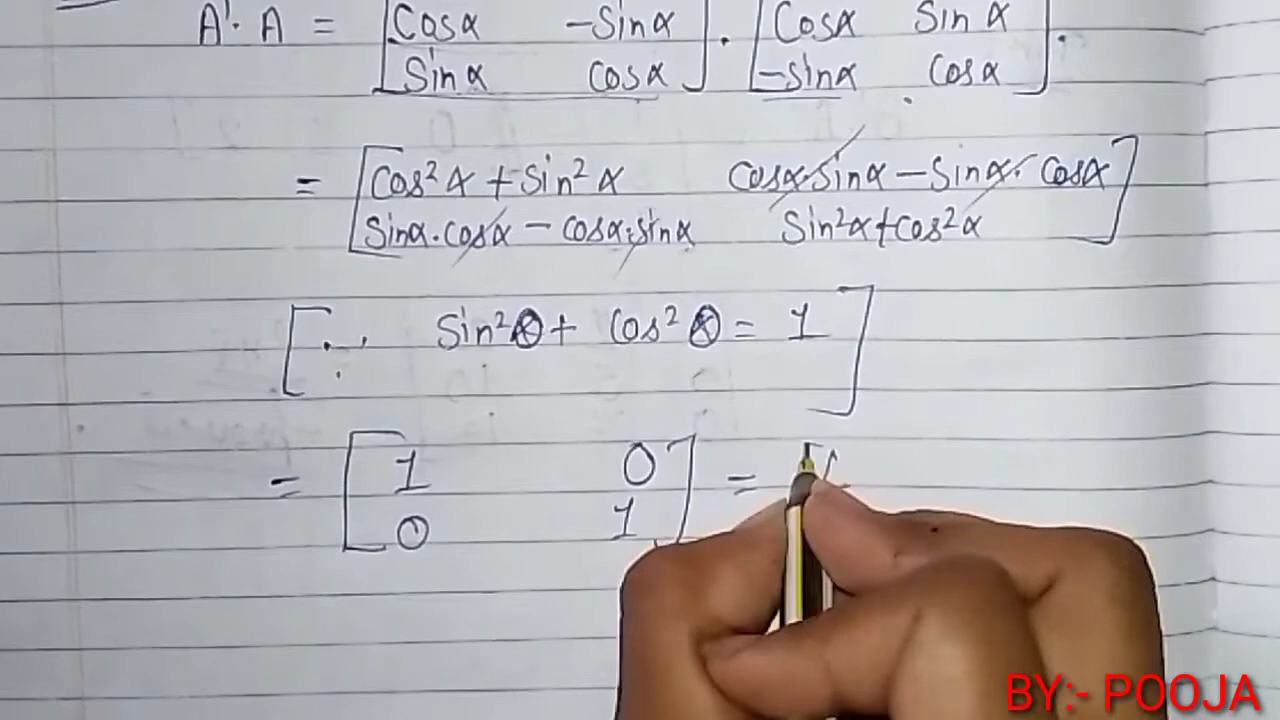 A'. A = [Cosα -Sinα] . [Cosα Sinα] .
[Sinα cosα] [-sinα cosα]
= [Cos²α + Sin²α cosα.Sinα - Sinα. cosα]
[Sinα.cosα - cosα.sinα Sin²α+cos²α]
[∵ Sin²θ + Cos²θ = 1]
= [1 0] =
[0 1]
BY:- POOJA